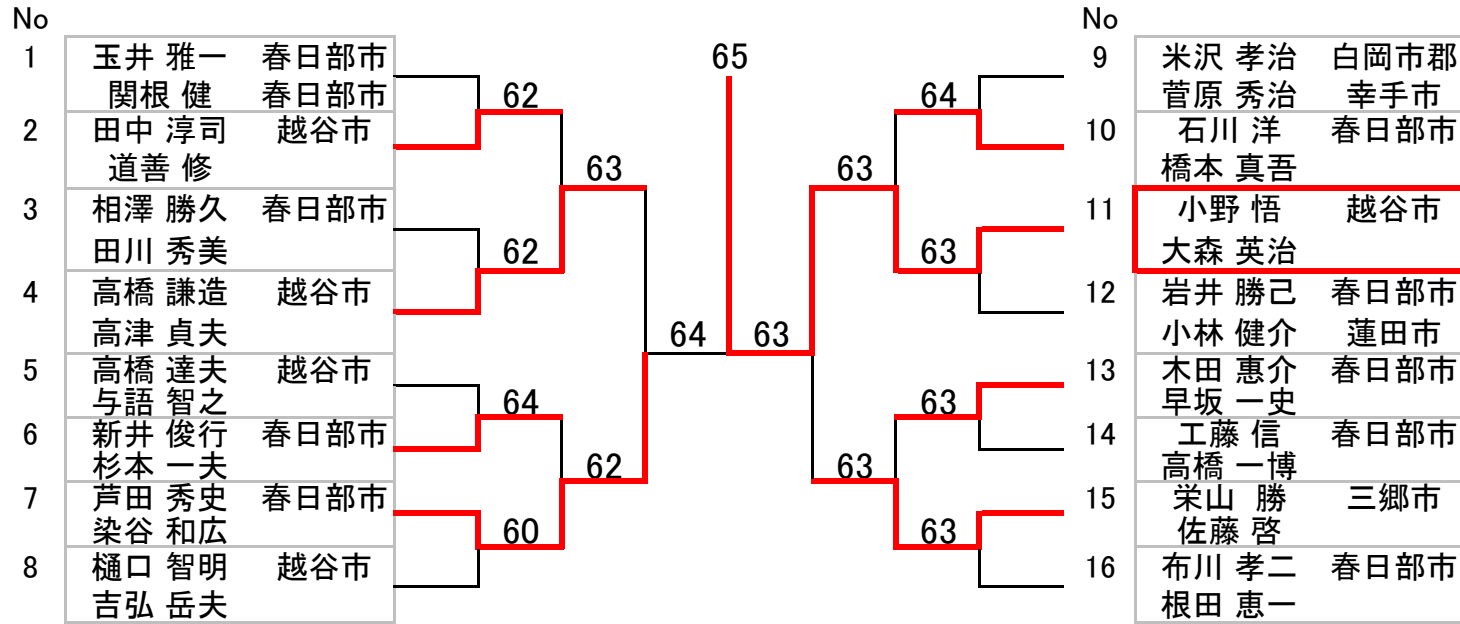 No
1 玉井 雅一 春日部市
関根 健 春日部市
2 田中 淳司 越谷市
道善 修
3 相澤 勝久 春日部市
田川 秀美
4 高橋 謙造 越谷市
高津 貞夫
5 高橋 達夫 越谷市
与語 智之
6 新井 俊行 春日部市
杉本 一夫
7 芦田 秀史 春日部市
染谷 和広
8 樋口 智明 越谷市
吉弘 岳夫
62
62
64
60
63
62
64
65
63
63
63
64
63
63
63
No
9 米沢 孝治 白岡市郡
菅原 秀治 幸手市
10 石川 洋 春日部市
橋本 真吾
11 小野 悟 越谷市
大森 英治
12 岩井 勝己 春日部市
小林 健介 蓮田市
13 木田 惠介 春日部市
早坂 一史
14 工藤 信 春日部市
高橋 一博
15 栄山 勝 三郷市
佐藤 啓
16 布川 孝二 春日部市
根田 恵一